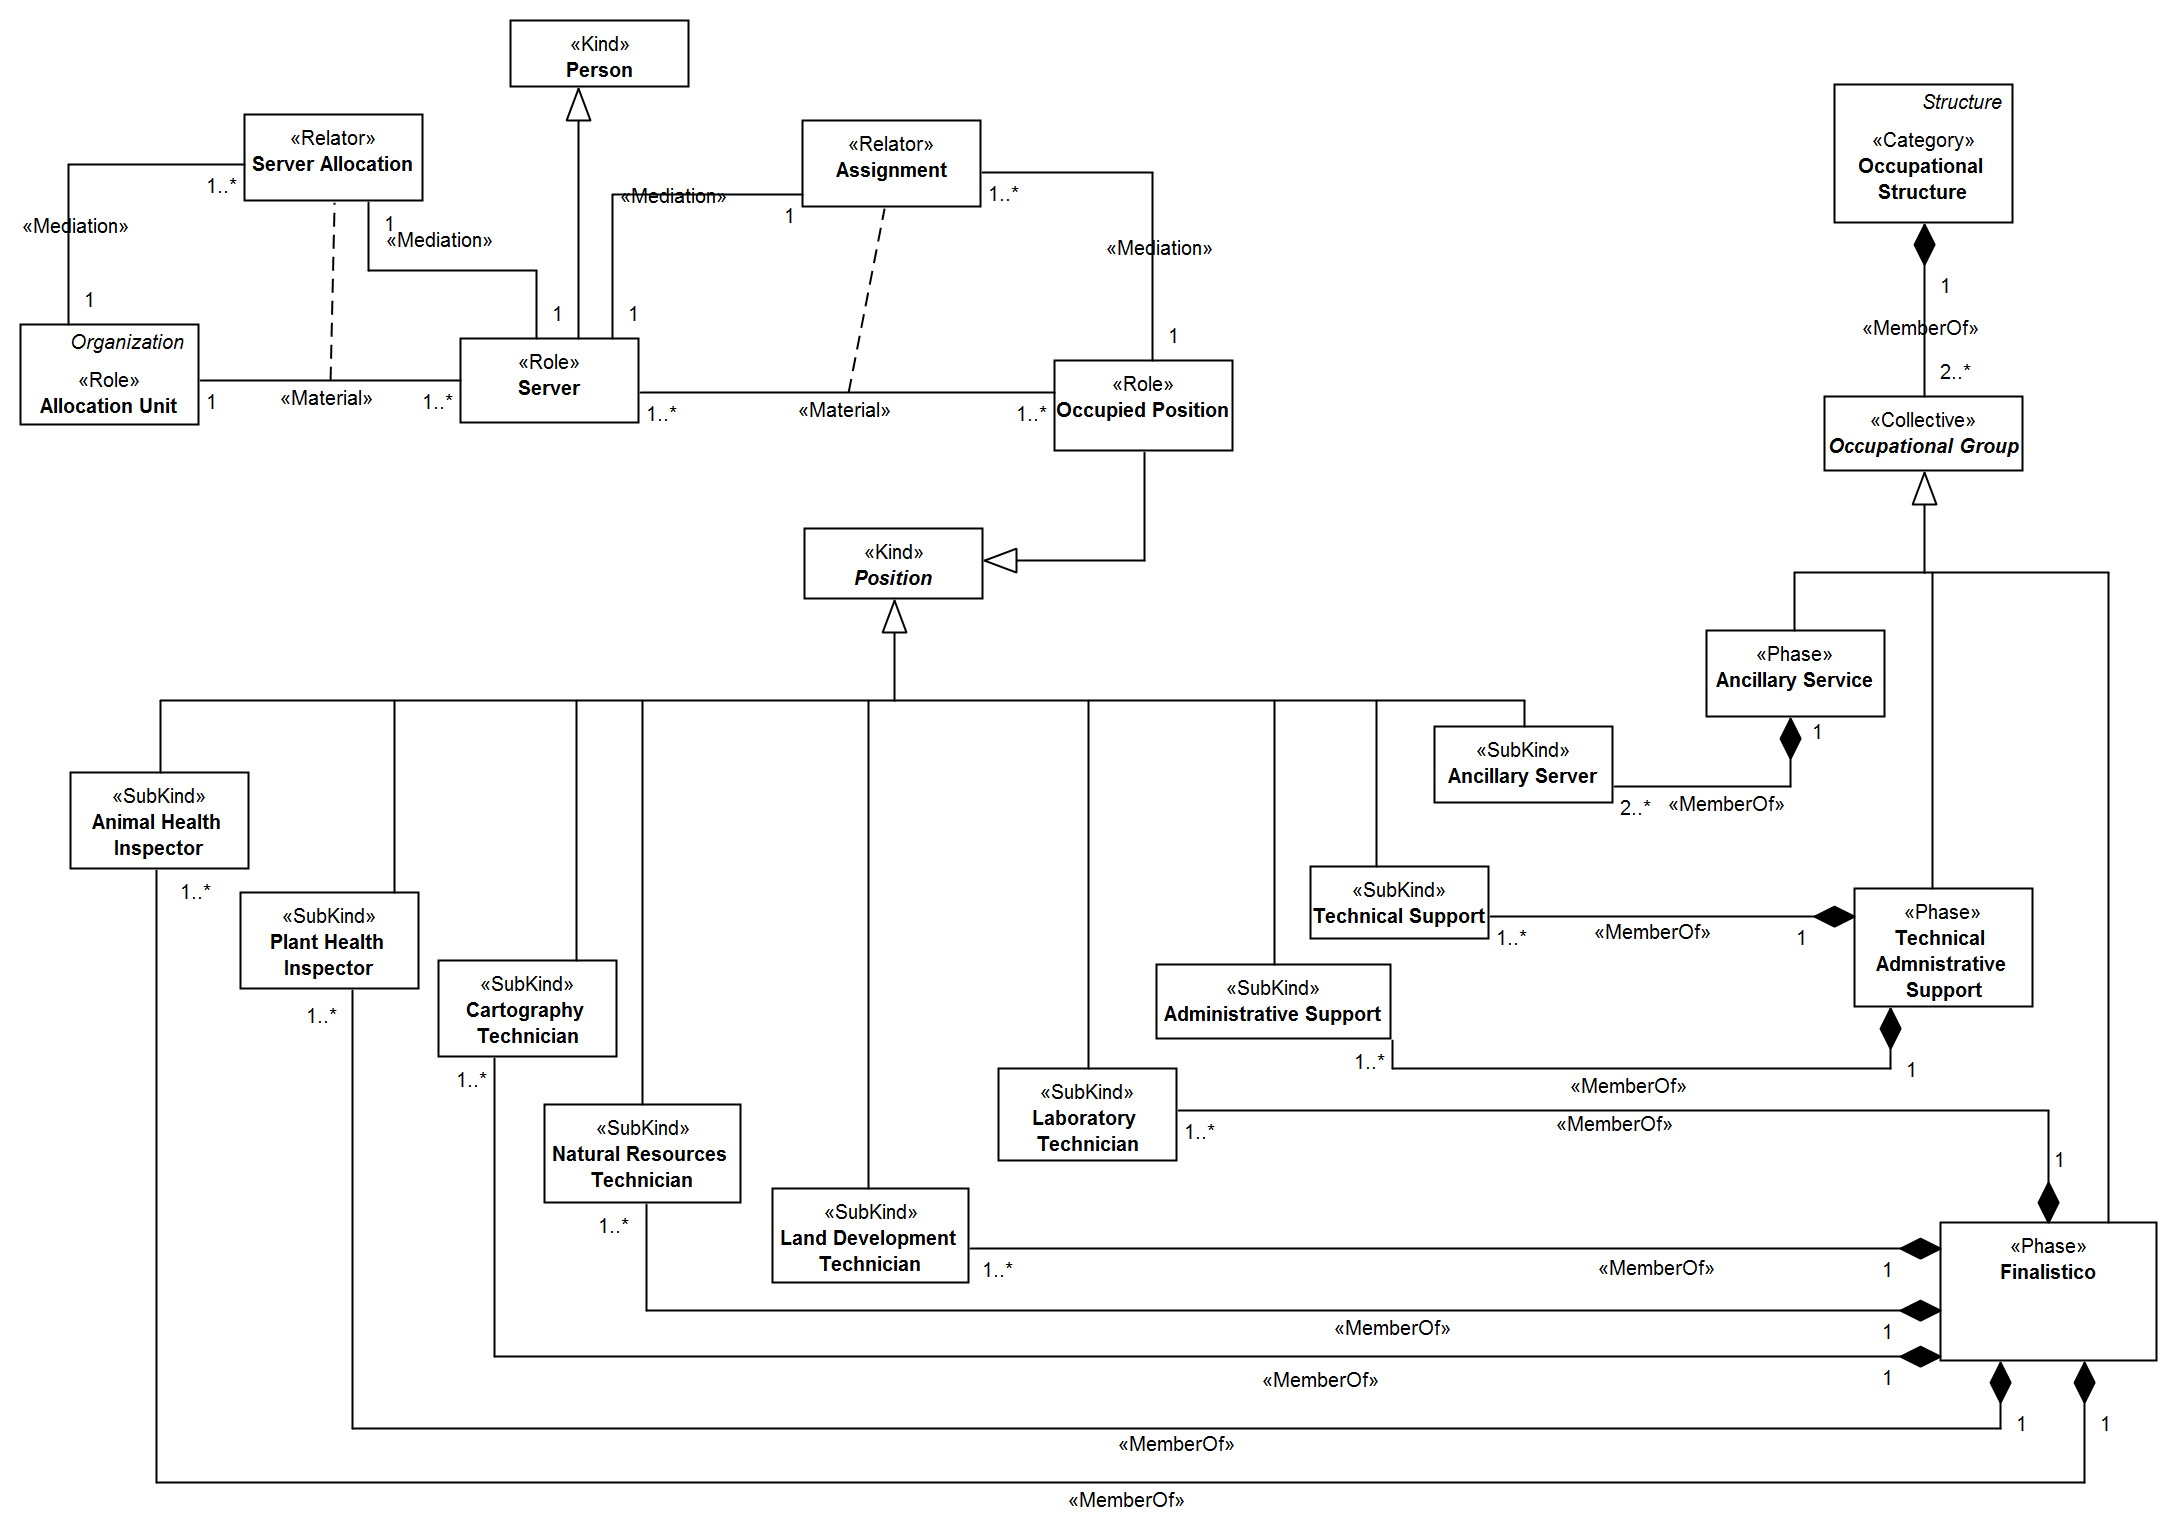 «Kind»
Person
Structure
«Category»
Occupational
Structure
«Relator»
Server Allocation
«Relator»
Assignment
1..*
1..*
«Mediation»
1
«Mediation»
«Mediation»
1
«Mediation»
1
1
1
1
1
«MemberOf»
2..*
Organization
«Role»
Allocation Unit
1
«Material»
1..*
«Role»
Server
1..*
«Material»
1..*
«Role»
Occupied Position
«Collective»
Occupational Group
«Kind»
Position
«Phase»
Ancillary Service
1
«SubKind»
Ancillary Server
2..*
«MemberOf»
«SubKind»
Animal Health
Inspector
1..*
«SubKind»
Plant Health
Inspector
1..*
«SubKind»
Technical Support
1..*
«MemberOf»
1
«Phase»
Technical
Admnistrative
Support
«SubKind»
Cartography
Technician
1..*
«SubKind»
Administrative Support
1..*
«MemberOf»
1
«SubKind»
Laboratory
Technician
1..*
«MemberOf»
1
«SubKind»
Natural Resources
Technician
1..*
«SubKind»
Land Development
Technician
1..*
«MemberOf»
1
«Phase»
Finalistico
«MemberOf»
1
«MemberOf»
1
«MemberOf»
1
«MemberOf»
1